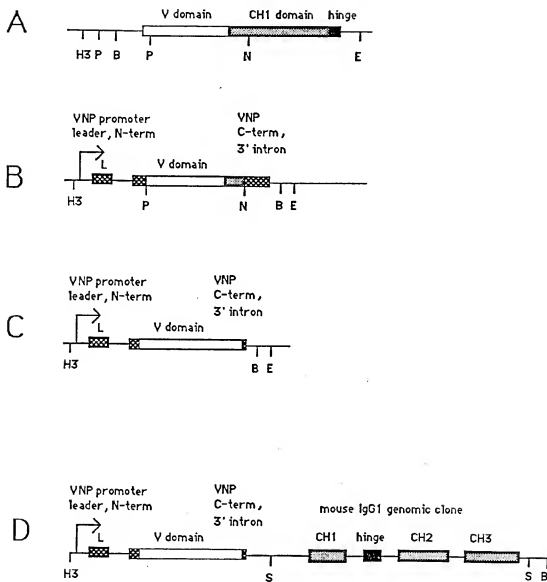 A
V domain CH1 domain hinge
H3 P B P N E
VNP promoter VNP
leader, N-term C-term,
3' intron
B
L V domain
H3 P N B E
VNP promoter VNP
leader, N-term C-term,
3' intron
C
L V domain
H3 B E
VNP promoter VNP
leader, N-term C-term,
3' intron
mouse IgG1 genomic clone
D
L V domain CH1 hinge CH2 CH3
H3 S S B